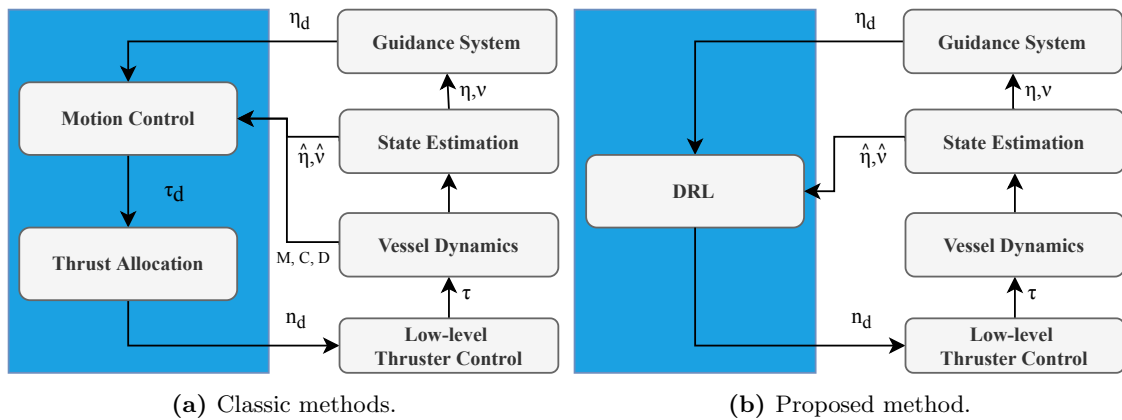 η_d
Guidance System
η,ν
Motion Control
State Estimation
η̂,ν̂
τ_d
Vessel Dynamics
M, C, D
Thrust Allocation
τ
n_d
Low-level
Thruster Control
(a) Classic methods.
η_d
Guidance System
η,ν
State Estimation
η̂,ν̂
DRL
Vessel Dynamics
τ
n_d
Low-level
Thruster Control
(b) Proposed method.